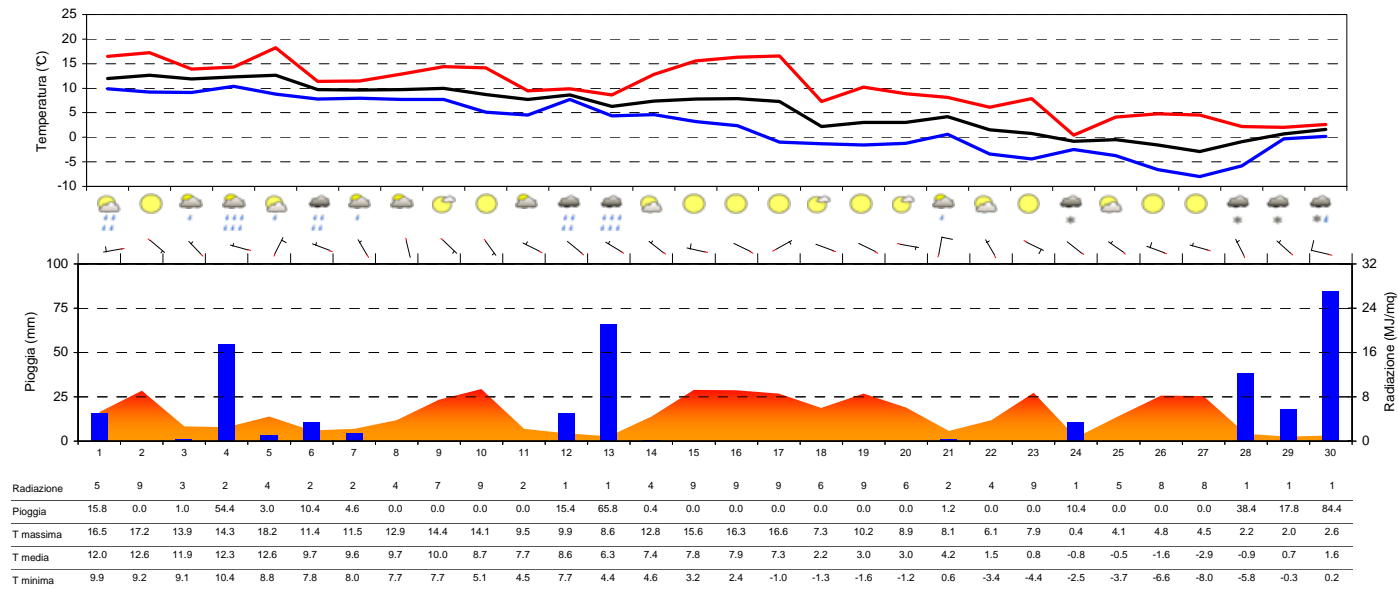 25
20
15
10
5
0
-5
-10
Temperatura (°C)
100
75
50
25
0
Pioggia (mm)
32
24
16
8
0
Radiazione (MJ/mq)
1 2 3 4 5 6 7 8 9 10 11 12 13 14 15 16 17 18 19 20 21 22 23 24 25 26 27 28 29 30
Radiazione 5 9 3 2 4 2 2 4 7 9 2 1 1 4 9 9 9 6 9 6 2 4 9 1 5 8 8 1 1 1
Pioggia 15.8 0.0 1.0 54.4 3.0 10.4 4.6 0.0 0.0 0.0 0.0 15.4 65.8 0.4 0.0 0.0 0.0 0.0 0.0 0.0 1.2 0.0 0.0 10.4 0.0 0.0 0.0 38.4 17.8 84.4
T massima 16.5 17.2 13.9 14.3 18.2 11.4 11.5 12.9 14.4 14.1 9.5 9.9 8.6 12.8 15.6 16.3 16.6 7.3 10.2 8.9 8.1 6.1 7.9 0.4 4.1 4.8 4.5 2.2 2.0 2.6
T media 12.0 12.6 11.9 12.3 12.6 9.7 9.6 9.7 10.0 8.7 7.7 8.6 6.3 7.4 7.8 7.9 7.3 2.2 3.0 3.0 4.2 1.5 0.8 -0.8 -0.5 -1.6 -2.9 -0.9 0.7 1.6
T minima 9.9 9.2 9.1 10.4 8.8 7.8 8.0 7.7 7.7 5.1 4.5 7.7 4.4 4.6 3.2 2.4 -1.0 -1.3 -1.6 -1.2 0.6 -3.4 -4.4 -2.5 -3.7 -6.6 -8.0 -5.8 -0.3 0.2